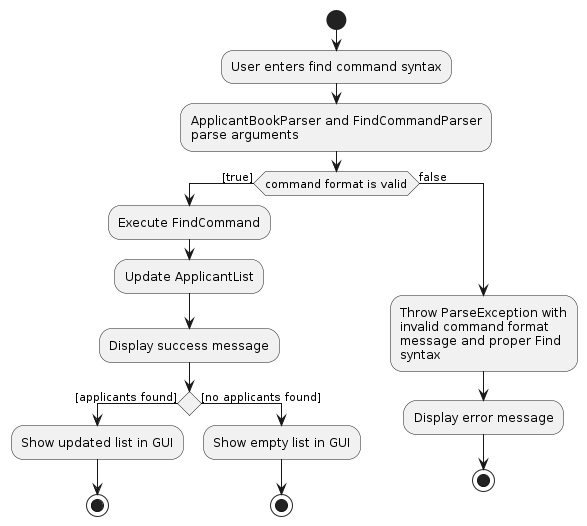 User enters find command syntax
ApplicantBookParser and FindCommandParser
parse arguments
[true]
command format is valid
false
Execute FindCommand
Update ApplicantList
Display success message
[applicants found]
[no applicants found]
Show updated list in GUI
Show empty list in GUI
Throw ParseException with
invalid command format
message and proper Find
syntax
Display error message